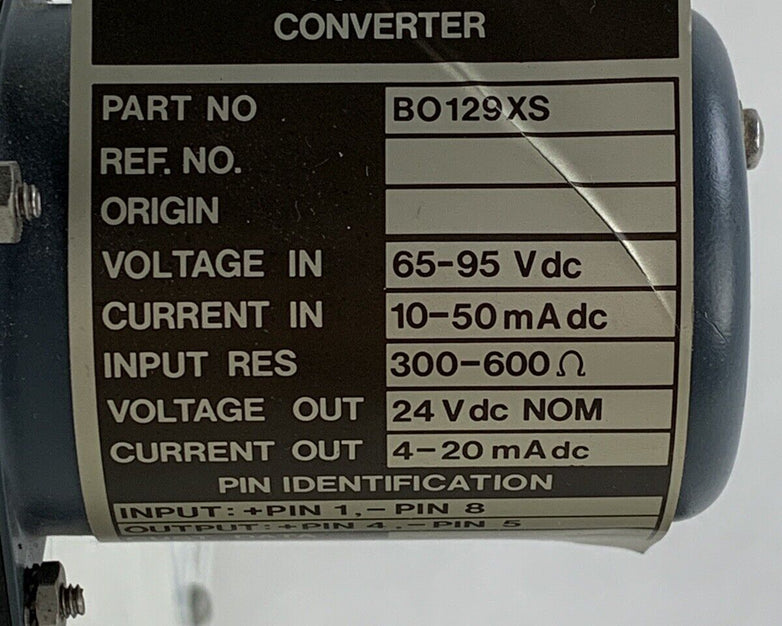 CONVERTER
PART NO BO129XS
REF. NO.
ORIGIN
VOLTAGE IN 65-95 Vdc
CURRENT IN 10-50 mA dc
INPUT RES 300-600Ω
VOLTAGE OUT 24 Vdc NOM
CURRENT OUT 4-20 mA dc
PIN IDENTIFICATION
INPUT: +PIN 1, - PIN 8
OUTPUT: +PIN 4, - PIN 5